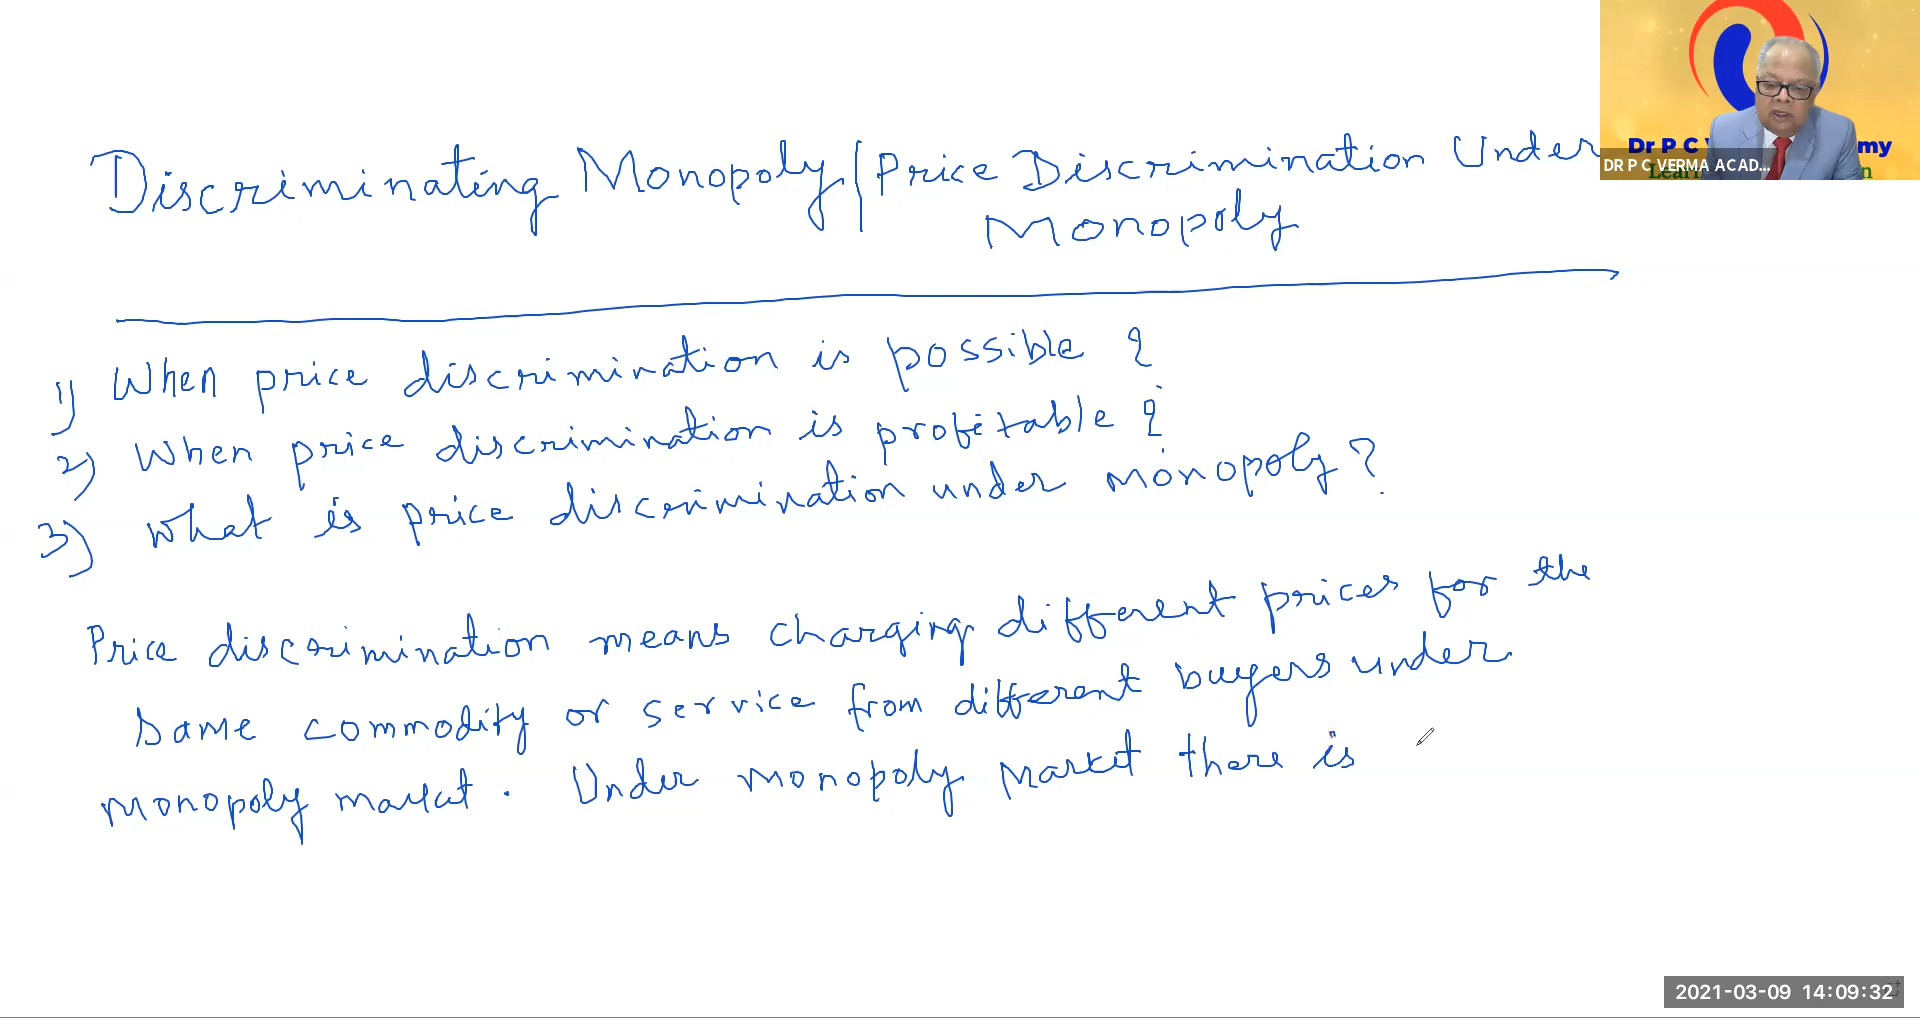 Discriminating Monopoly/Price Discrimination Under
Monopoly
1) When price discrimination is possible ?
2) When price discrimination is profitable ?
3) What is price discrimination under monopoly?
Price discrimination means charging different prices for the
same commodity or service from different buyers under
monopoly market. Under monopoly market there is
Dr P C V my
DR P C VERMA ACAD...
Lear n
2021-03-09 14:09:32